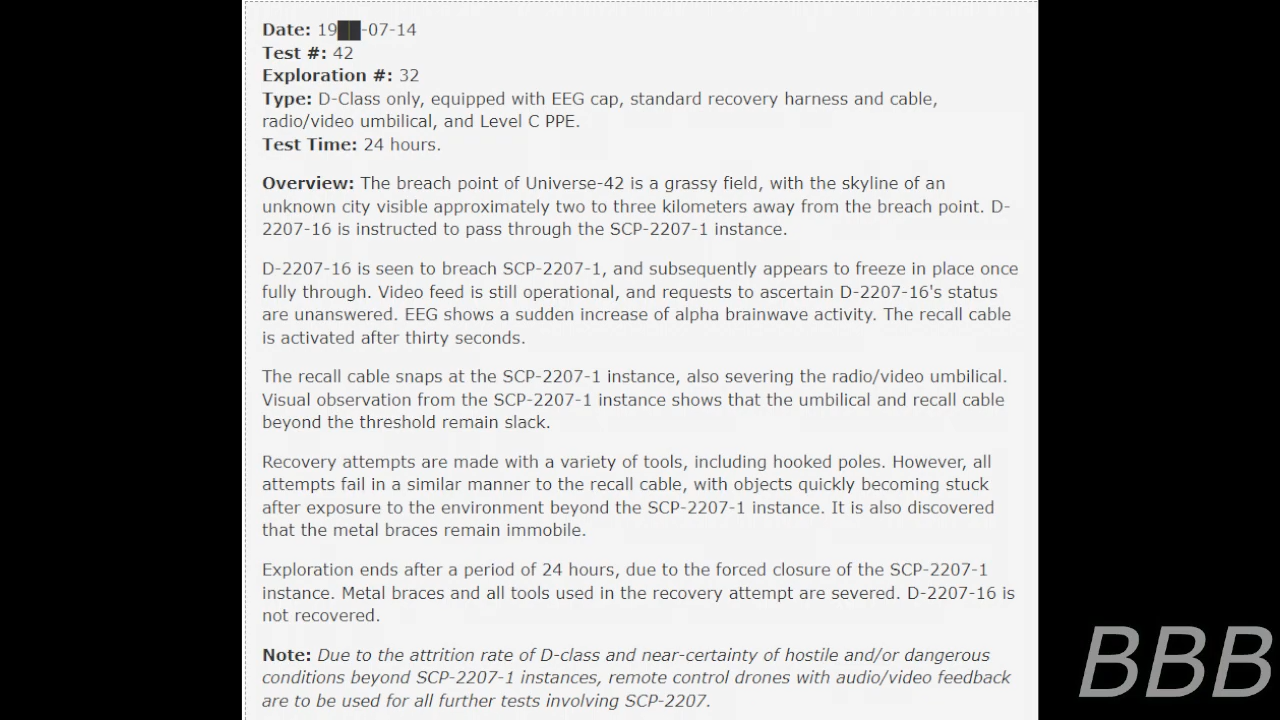 Date: 19██-07-14
Test #: 42
Exploration #: 32
Type: D-Class only, equipped with EEG cap, standard recovery harness and cable,
radio/video umbilical, and Level C PPE.
Test Time: 24 hours.
Overview: The breach point of Universe-42 is a grassy field, with the skyline of an
unknown city visible approximately two to three kilometers away from the breach point. D-
2207-16 is instructed to pass through the SCP-2207-1 instance.
D-2207-16 is seen to breach SCP-2207-1, and subsequently appears to freeze in place once
fully through. Video feed is still operational, and requests to ascertain D-2207-16's status
are unanswered. EEG shows a sudden increase of alpha brainwave activity. The recall cable
is activated after thirty seconds.
The recall cable snaps at the SCP-2207-1 instance, also severing the radio/video umbilical.
Visual observation from the SCP-2207-1 instance shows that the umbilical and recall cable
beyond the threshold remain slack.
Recovery attempts are made with a variety of tools, including hooked poles. However, all
attempts fail in a similar manner to the recall cable, with objects quickly becoming stuck
after exposure to the environment beyond the SCP-2207-1 instance. It is also discovered
that the metal braces remain immobile.
Exploration ends after a period of 24 hours, due to the forced closure of the SCP-2207-1
instance. Metal braces and all tools used in the recovery attempt are severed. D-2207-16 is
not recovered.
Note: Due to the attrition rate of D-class and near-certainty of hostile and/or dangerous
conditions beyond SCP-2207-1 instances, remote control drones with audio/video feedback
are to be used for all further tests involving SCP-2207.
BBB